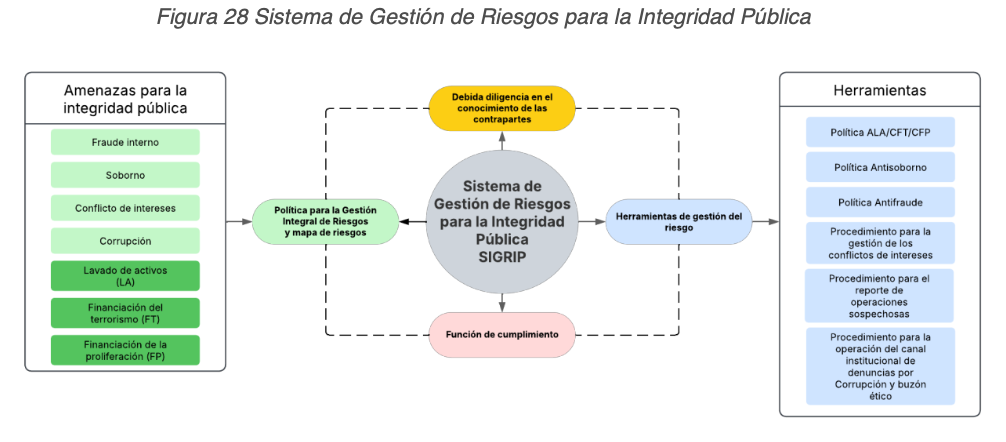 Figura 28 Sistema de Gestión de Riesgos para la Integridad Pública
Amenazas para la
integridad pública
Fraude interno
Soborno
Conflicto de intereses
Corrupción
Lavado de activos
(LA)
Financiación del
terrorismo (FT)
Financiación de la
proliferación (FP)
Política para la Gestión
Integral de Riesgos
y mapa de riesgos
Debida diligencia en el
conocimiento de las
contrapartes
Sistema de
Gestión de Riesgos
para la Integridad
Pública
SIGRIP
Función de cumplimiento
Herramientas de gestión del
riesgo
Herramientas
Política ALA/CFT/CFP
Política Antisoborno
Política Antifraude
Procedimiento para la
gestión de los
conflictos de intereses
Procedimiento para el
reporte de
operaciones
sospechosas
Procedimiento para la
operación del canal
institucional de
denuncias por
Corrupción y buzón
ético